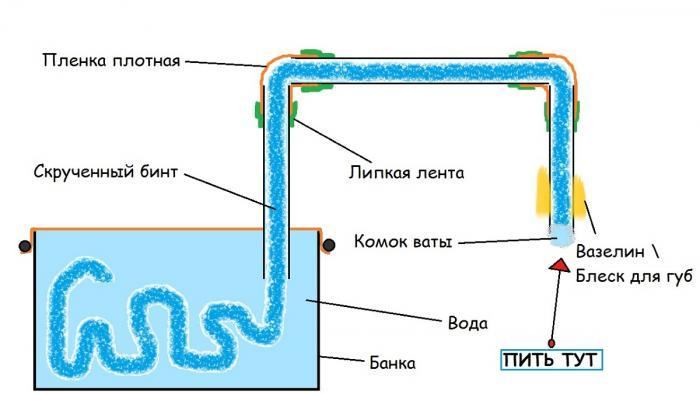 Пленка плотная
Скрученный бинт
Липкая лента
Комок ваты
Вазелин \
Блеск для губ
Вода
Банка
ПИТЬ ТУТ